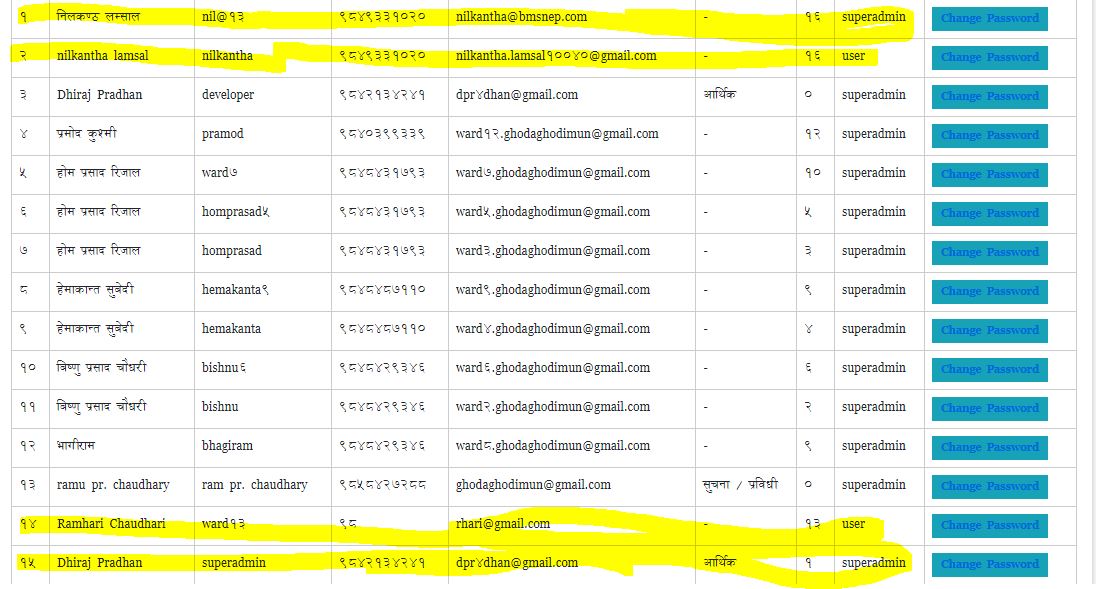 १ निलकण्ठ लम्साल nil@१३ ९८४९३३१०२० nilkantha@bmsnep.com - १६ superadmin Change Password
२ nilkantha lamsal nilkantha ९८४९३३१०२० nilkantha.lamsal१००४०@gmail.com - १६ user Change Password
३ Dhiraj Pradhan developer ९८४२१३४२४१ dpr४dhan@gmail.com आर्थिक ० superadmin Change Password
४ प्रमोद कुश्मी pramod ९८४०३९९३३९ ward१२.ghodaghodimun@gmail.com - १२ superadmin Change Password
५ होम प्रसाद रिजाल ward७ ९८४८४३१७९३ ward७.ghodaghodimun@gmail.com - १० superadmin Change Password
६ होम प्रसाद रिजाल homprasad५ ९८४८४३१७९३ ward५.ghodaghodimun@gmail.com - ५ superadmin Change Password
७ होम प्रसाद रिजाल homprasad ९८४८४३१७९३ ward३.ghodaghodimun@gmail.com - ३ superadmin Change Password
८ हेमाकान्त सुवेदी hemakanta९ ९८४८४८७११० ward९.ghodaghodimun@gmail.com - ९ superadmin Change Password
९ हेमाकान्त सुवेदी hemakanta ९८४८४८७११० ward४.ghodaghodimun@gmail.com - ४ superadmin Change Password
१० बिष्णु प्रसाद चौधरी bishnu६ ९८४८४२९३४६ ward६.ghodaghodimun@gmail.com - ६ superadmin Change Password
११ बिष्णु प्रसाद चौधरी bishnu ९८४८४२९३४६ ward२.ghodaghodimun@gmail.com - २ superadmin Change Password
१२ भागीराम bhagiram ९८४८४२९३४६ ward८.ghodaghodimun@gmail.com - ९ superadmin Change Password
१३ ramu pr. chaudhary ram pr. chaudhary ९८५८४२७२८८ ghodaghodimun@gmail.com सुचना / प्रविधी ० superadmin Change Password
१४ Ramhari Chaudhari ward१३ ९८ rhari@gmail.com - १३ user Change Password
१५ Dhiraj Pradhan superadmin ९८४२१३४२४१ dpr४dhan@gmail.com आर्थिक १ superadmin Change Password